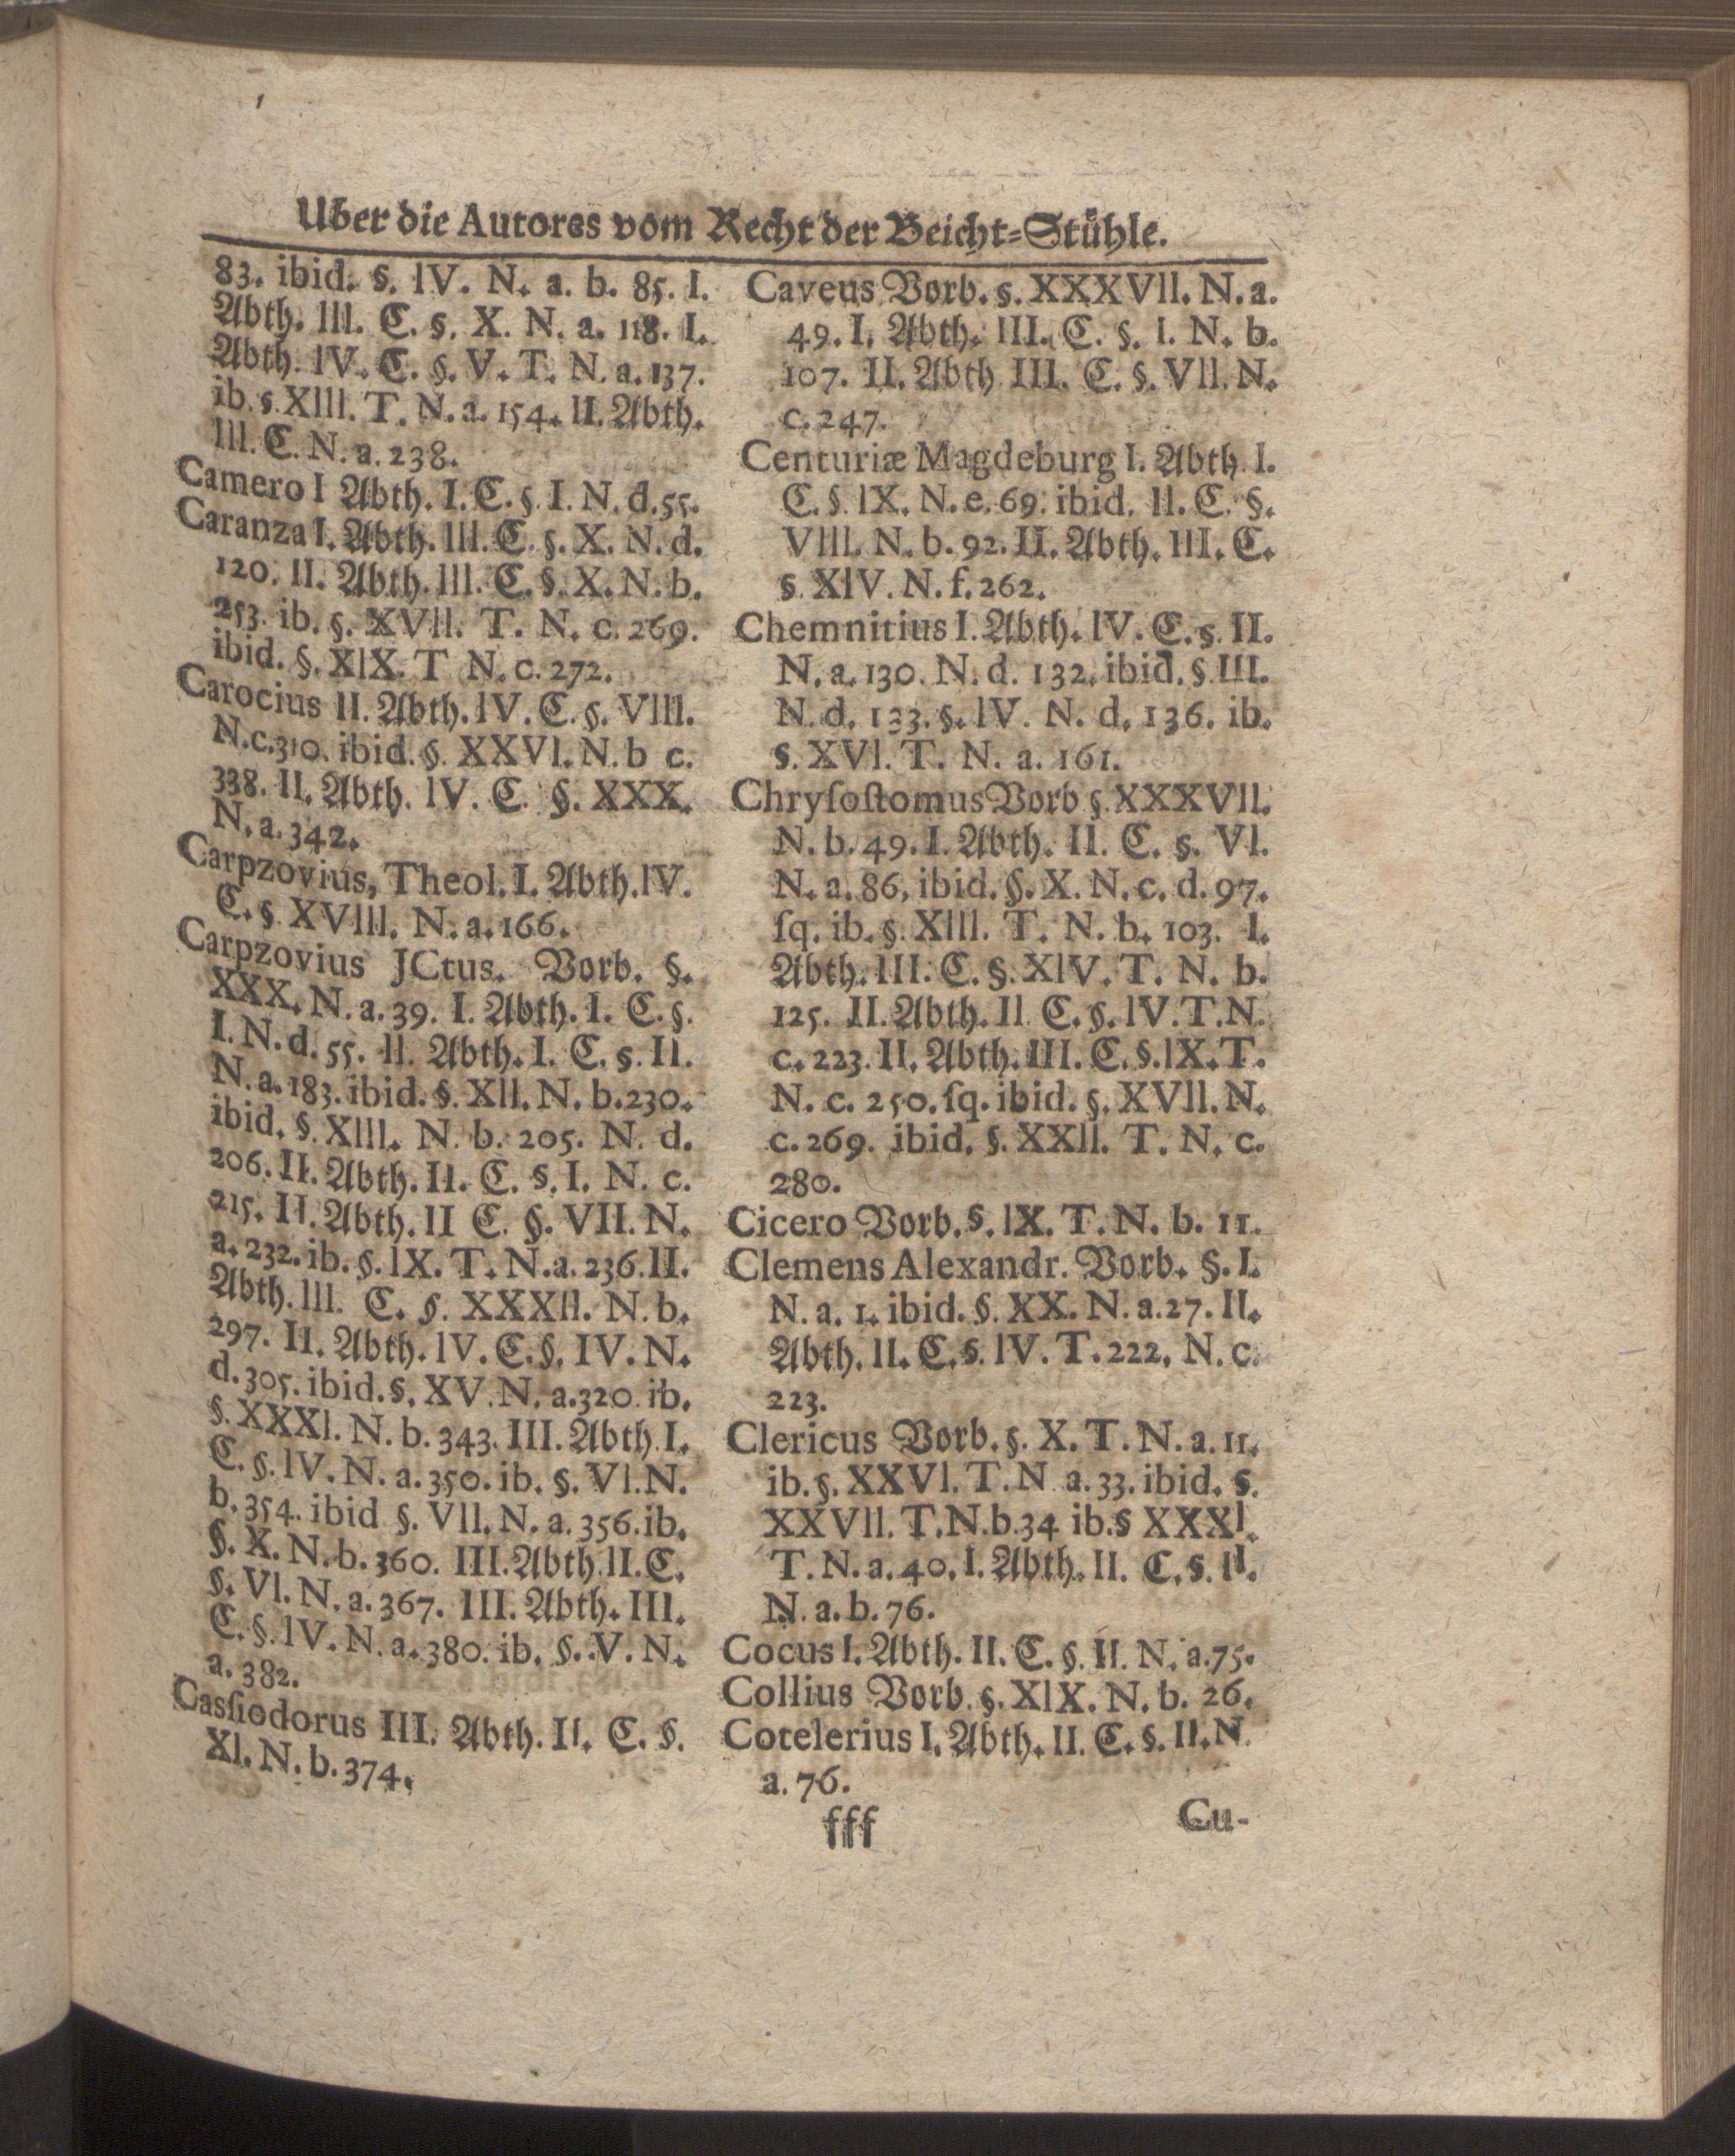 Uber die Autores vom Recht der Beicht-Stühle.
83. ibid. §. IV. N. a. b. 85. I.
Abth. III. C. §. X. N. a. 118. I.
Abth. IV. C. §. V. T. N. a. 137.
ib. §. XIII. T. N. a. 154. II. Abth.
III. C. N. a. 238.
Camero I Abth. I. C. §. I. N. d. 55.
Caranza I. Abth. III. C. §. X. N. d.
120. II. Abth. III. C. §. X. N. b.
253. ib. §. XVII. T. N. c. 269.
ibid. §. XIX. T N. c. 272.
Carocius II. Abth. IV. C. §. VIII.
N. c. 310. ibid. §. XXVI. N. b c.
338. II. Abth. IV. C. §. XXX.
N. a. 342.
Carpzovius, Theol. I. Abth. IV.
C. §. XVIII. N. a. 166.
Carpzovius JCtus. Vorb. §.
XXX. N. a. 39. I. Abth. I. C. §.
I. N. d. 55. II. Abth. I. C. §. II.
N. a. 183. ibid. §. XII. N. b. 230.
ibid. §. XIII. N. b. 205. N. d.
206. II. Abth. II. C. §. I. N. c.
215. II. Abth. II C. §. VII. N.
a. 232. ib. §. IX. T. N. a. 236. II.
Abth. III. C. §. XXXII. N. b.
297. II. Abth. IV. C. §. IV. N.
d. 305. ibid. §. XV. N. a. 320. ib.
§. XXXI. N. b. 343. III. Abth. I.
C. §. IV. N. a. 350. ib. §. VI. N.
b. 354. ibid §. VII. N. a. 356. ib.
§. X. N. b. 360. III. Abth. II. C.
§. VI. N. a. 367. III. Abth. III.
C. §. IV. N. a. 380. ib. §. V. N.
a. 382.
Casſiodorus III. Abth. II. C. §.
XI. N. b. 374.
Caveus Vorb. §. XXXVII. N. a.
49. I. Abth. III. C. §. I. N. b.
107. II. Abth III. C. §. VII. N.
c. 247.
Centuriæ Magdeburg I. Abth. I.
C. §. IX. N. e. 69. ibid. II. C. §.
VIII. N. b. 92. II. Abth. III. C.
§. XIV. N. f. 262.
Chemnitius I. Abth. IV. C. §. II.
N. a. 130. N. d. 132. ibid. §. III.
N. d. 133. §. IV. N. d. 136. ib.
§. XVI. T. N. a. 161.
Chryſoſtomus Vorb §. XXXVII.
N. b. 49. I. Abth. II. C. §. VI.
N. a. 86, ibid. §. X. N. c. d. 97.
ſq. ib. §. XIII. T. N. b. 103. I.
Abth. III. C. §. XIV. T. N. b.
125. II. Abth. II C. §. IV. T. N.
c. 223. II. Abth. III. C. §. IX. T.
N. c. 250. ſq. ibid. §. XVII. N.
c. 269. ibid. §. XXII. T. N. c.
280.
Cicero Vorb. §. IX. T. N. b. 11.
Clemens Alexandr. Vorb. §. I.
N. a. 1. ibid. §. XX. N. a. 27. II.
Abth. II. C. §. IV. T. 222. N. c.
223.
Clericus Vorb. §. X. T. N. a. 11.
ib. §. XXVI. T. N a. 33. ibid. §.
XXVII. T. N. b. 34 ib. § XXXI.
T. N. a. 40. I. Abth. II. C. §. II.
N. a. b. 76.
Cocus I. Abth. II. C. §. II. N. a. 75.
Collius Vorb. §. XIX. N. b. 26.
Cotelerius I. Abth. II. C. §. II. N
a. 76.
fff Cu-